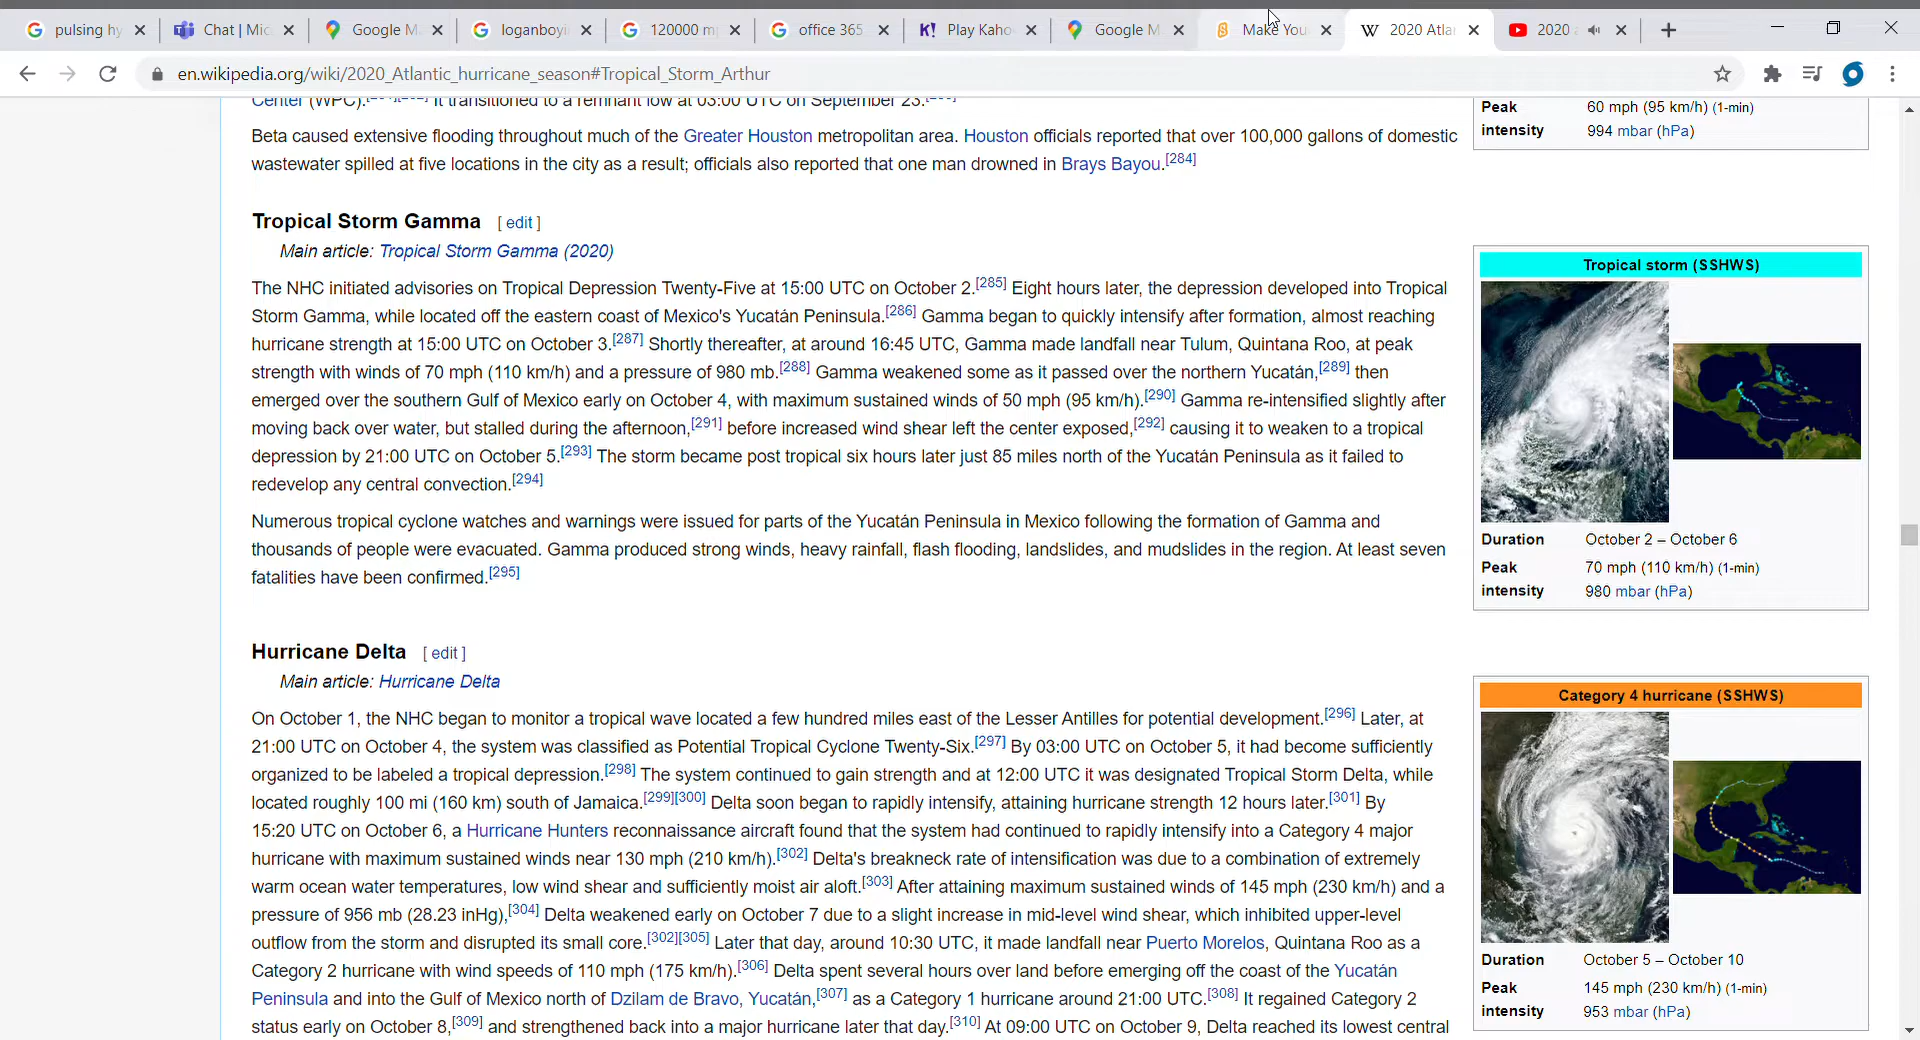 pulsing hy
Chat | Mic
Google M
loganboyi
120000 m
office 365
Play Kaho
Google M
Make You
2020 Atla
2020
en.wikipedia.org/wiki/2020_Atlantic_hurricane_season#Tropical_Storm_Arthur
Center (WPC). It transitioned to a remnant low at 03:00 UTC on September 23.
Beta caused extensive flooding throughout much of the Greater Houston metropolitan area. Houston officials reported that over 100,000 gallons of domestic
wastewater spilled at five locations in the city as a result; officials also reported that one man drowned in Brays Bayou.[284]
Peak 60 mph (95 km/h) (1-min)
intensity 994 mbar (hPa)
Tropical Storm Gamma [ edit ]
Main article: Tropical Storm Gamma (2020)
The NHC initiated advisories on Tropical Depression Twenty-Five at 15:00 UTC on October 2.[285] Eight hours later, the depression developed into Tropical
Storm Gamma, while located off the eastern coast of Mexico's Yucatán Peninsula.[286] Gamma began to quickly intensify after formation, almost reaching
hurricane strength at 15:00 UTC on October 3.[287] Shortly thereafter, at around 16:45 UTC, Gamma made landfall near Tulum, Quintana Roo, at peak
strength with winds of 70 mph (110 km/h) and a pressure of 980 mb.[288] Gamma weakened some as it passed over the northern Yucatán,[289] then
emerged over the southern Gulf of Mexico early on October 4, with maximum sustained winds of 50 mph (95 km/h).[290] Gamma re-intensified slightly after
moving back over water, but stalled during the afternoon,[291] before increased wind shear left the center exposed,[292] causing it to weaken to a tropical
depression by 21:00 UTC on October 5.[293] The storm became post tropical six hours later just 85 miles north of the Yucatán Peninsula as it failed to
redevelop any central convection.[294]
Numerous tropical cyclone watches and warnings were issued for parts of the Yucatán Peninsula in Mexico following the formation of Gamma and
thousands of people were evacuated. Gamma produced strong winds, heavy rainfall, flash flooding, landslides, and mudslides in the region. At least seven
fatalities have been confirmed.[295]
Tropical storm (SSHWS)
Duration October 2 – October 6
Peak 70 mph (110 km/h) (1-min)
intensity 980 mbar (hPa)
Hurricane Delta [ edit ]
Main article: Hurricane Delta
On October 1, the NHC began to monitor a tropical wave located a few hundred miles east of the Lesser Antilles for potential development.[296] Later, at
21:00 UTC on October 4, the system was classified as Potential Tropical Cyclone Twenty-Six.[297] By 03:00 UTC on October 5, it had become sufficiently
organized to be labeled a tropical depression.[298] The system continued to gain strength and at 12:00 UTC it was designated Tropical Storm Delta, while
located roughly 100 mi (160 km) south of Jamaica.[299][300] Delta soon began to rapidly intensify, attaining hurricane strength 12 hours later.[301] By
15:20 UTC on October 6, a Hurricane Hunters reconnaissance aircraft found that the system had continued to rapidly intensify into a Category 4 major
hurricane with maximum sustained winds near 130 mph (210 km/h).[302] Delta's breakneck rate of intensification was due to a combination of extremely
warm ocean water temperatures, low wind shear and sufficiently moist air aloft.[303] After attaining maximum sustained winds of 145 mph (230 km/h) and a
pressure of 956 mb (28.23 inHg),[304] Delta weakened early on October 7 due to a slight increase in mid-level wind shear, which inhibited upper-level
outflow from the storm and disrupted its small core.[302][305] Later that day, around 10:30 UTC, it made landfall near Puerto Morelos, Quintana Roo as a
Category 2 hurricane with wind speeds of 110 mph (175 km/h).[306] Delta spent several hours over land before emerging off the coast of the Yucatán
Peninsula and into the Gulf of Mexico north of Dzilam de Bravo, Yucatán,[307] as a Category 1 hurricane around 21:00 UTC.[308] It regained Category 2
status early on October 8,[309] and strengthened back into a major hurricane later that day.[310] At 09:00 UTC on October 9, Delta reached its lowest central
Category 4 hurricane (SSHWS)
Duration October 5 – October 10
Peak 145 mph (230 km/h) (1-min)
intensity 953 mbar (hPa)